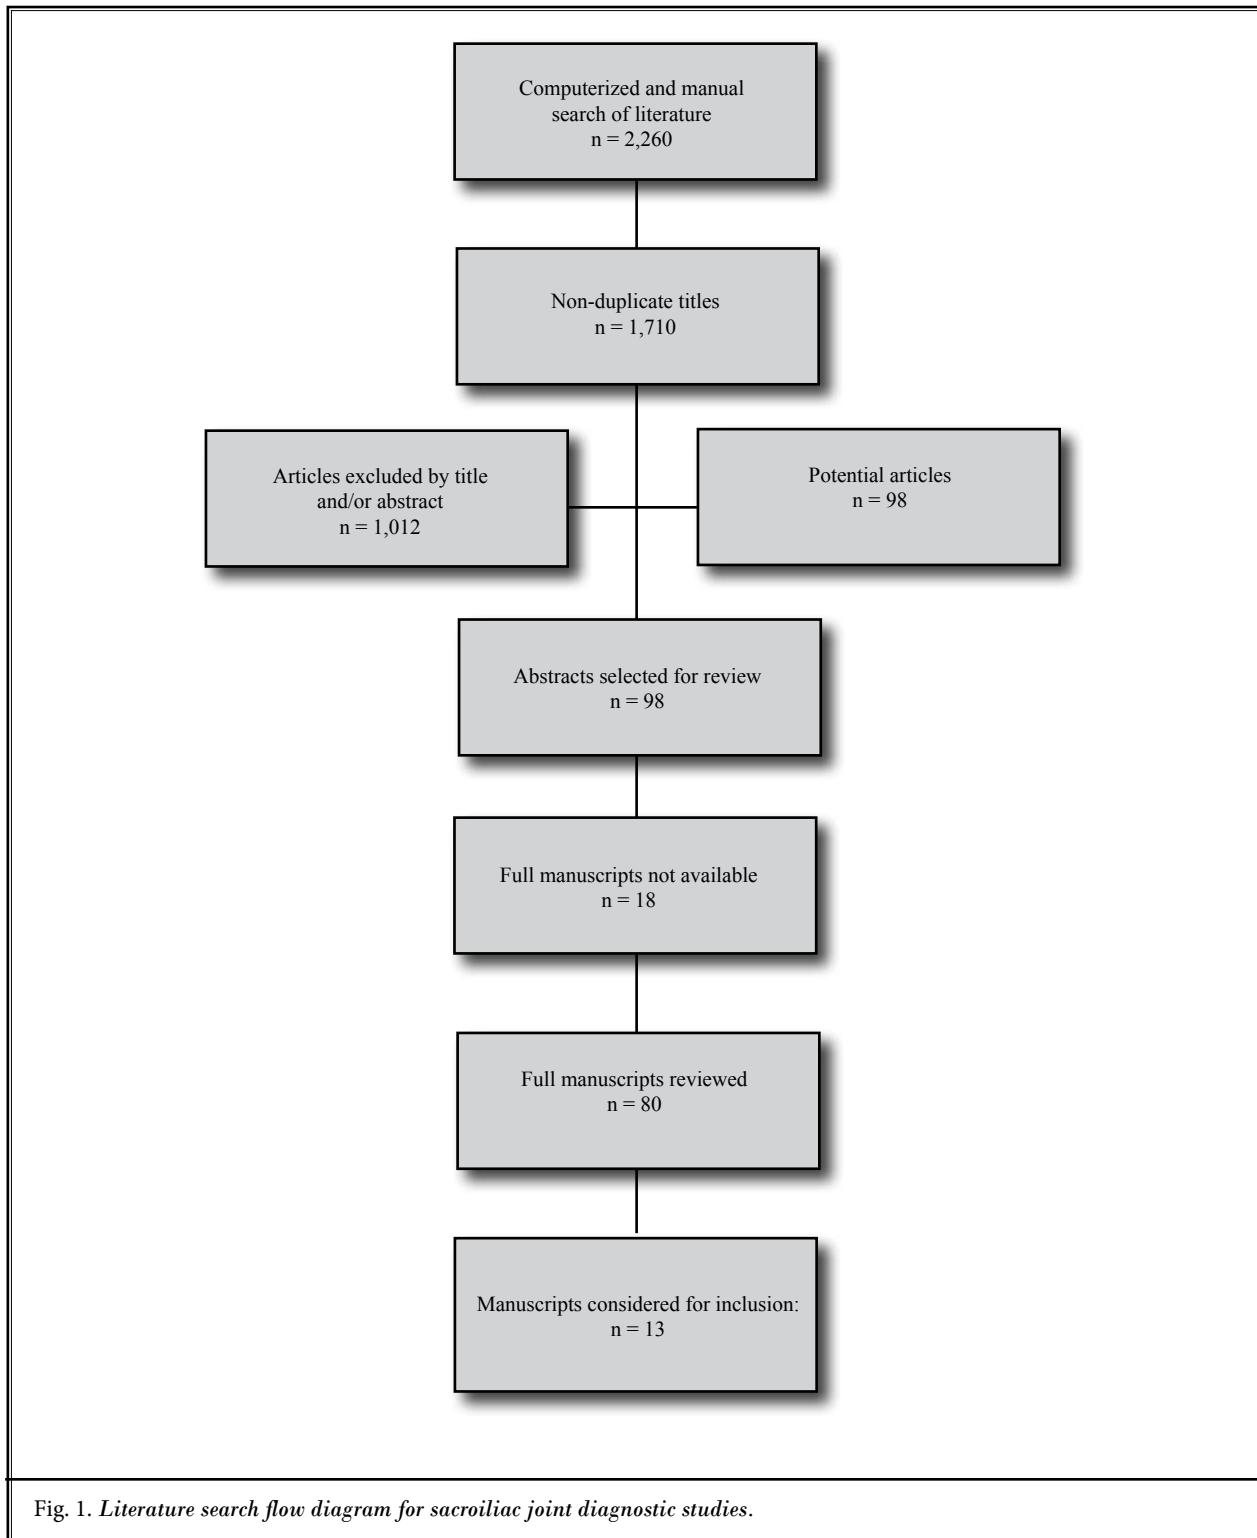 Computerized and manual
search of literature
n = 2,260
Non-duplicate titles
n = 1,710
Articles excluded by title
and/or abstract
n = 1,012
Potential articles
n = 98
Abstracts selected for review
n = 98
Full manuscripts not available
n = 18
Full manuscripts reviewed
n = 80
Manuscripts considered for inclusion:
n = 13
Fig. 1. Literature search flow diagram for sacroiliac joint diagnostic studies.